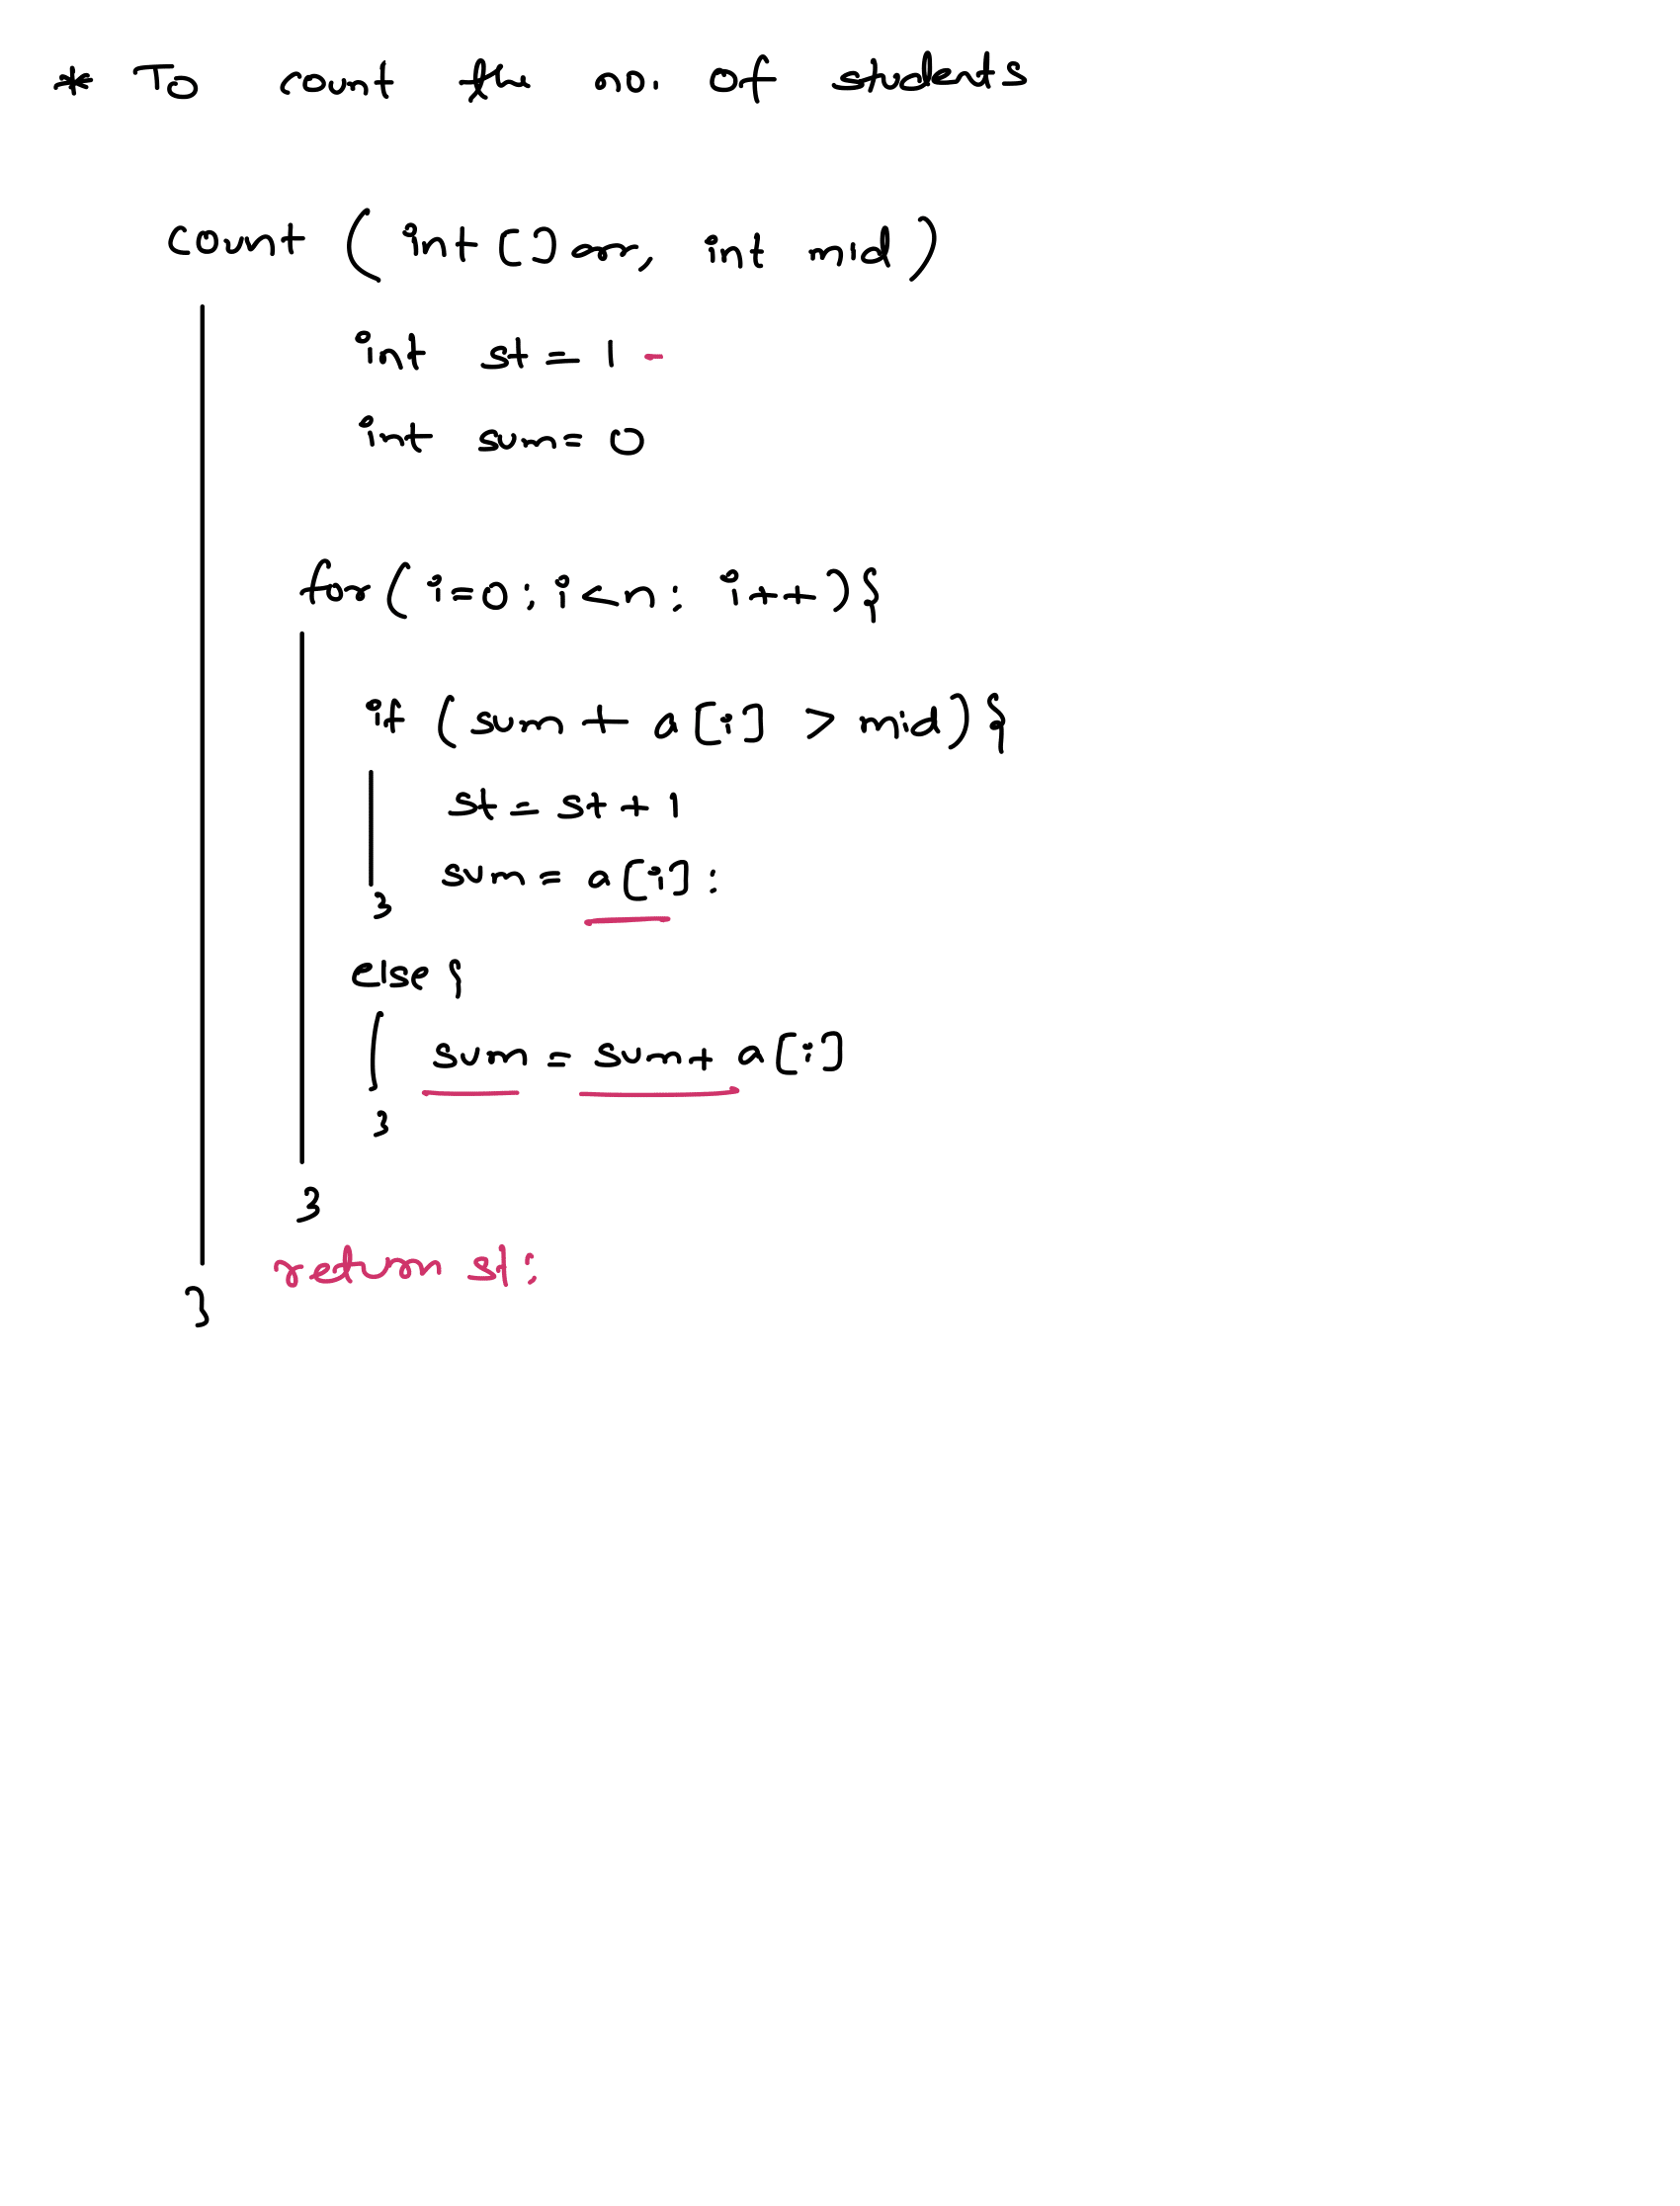 * To count the no. of students
count ( int [] arr, int mid )
int st = 1 -
int sum = 0
for ( i=0 ; i<n ; i++ ) {
if ( sum + a[i] > mid ) {
st = st + 1
sum = a[i] ;
}
else {
sum = sum + a[i]
}
}
return st ;
}